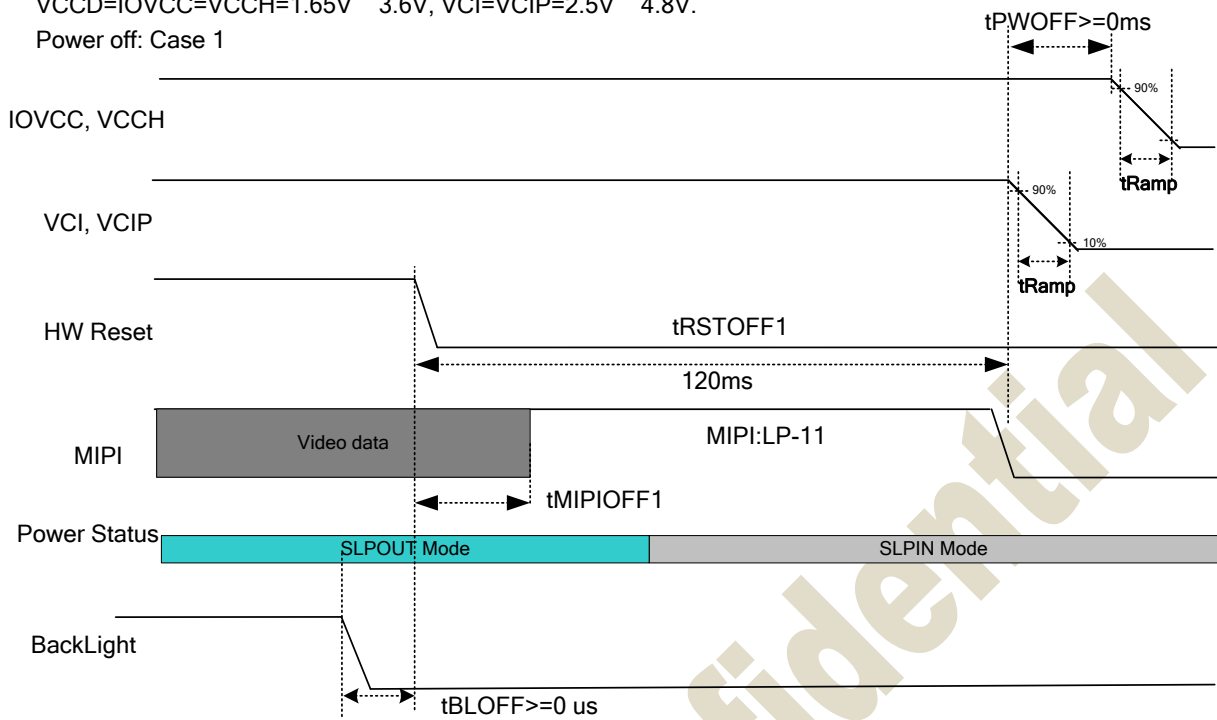 VCCD=IOVCC=VCCH=1.65V 3.6V, VCI=VCIP=2.5V 4.8V.
Power off: Case 1
tPWOFF>=0ms
90%
IOVCC, VCCH
tRamp
90%
VCI, VCIP
10%
tRamp
HW Reset
tRSTOFF1
120ms
Video data
MIPI:LP-11
MIPI
tMIPIOFF1
Power Status
SLPOUT Mode
SLPIN Mode
BackLight
tBLOFF>=0 us
fidential